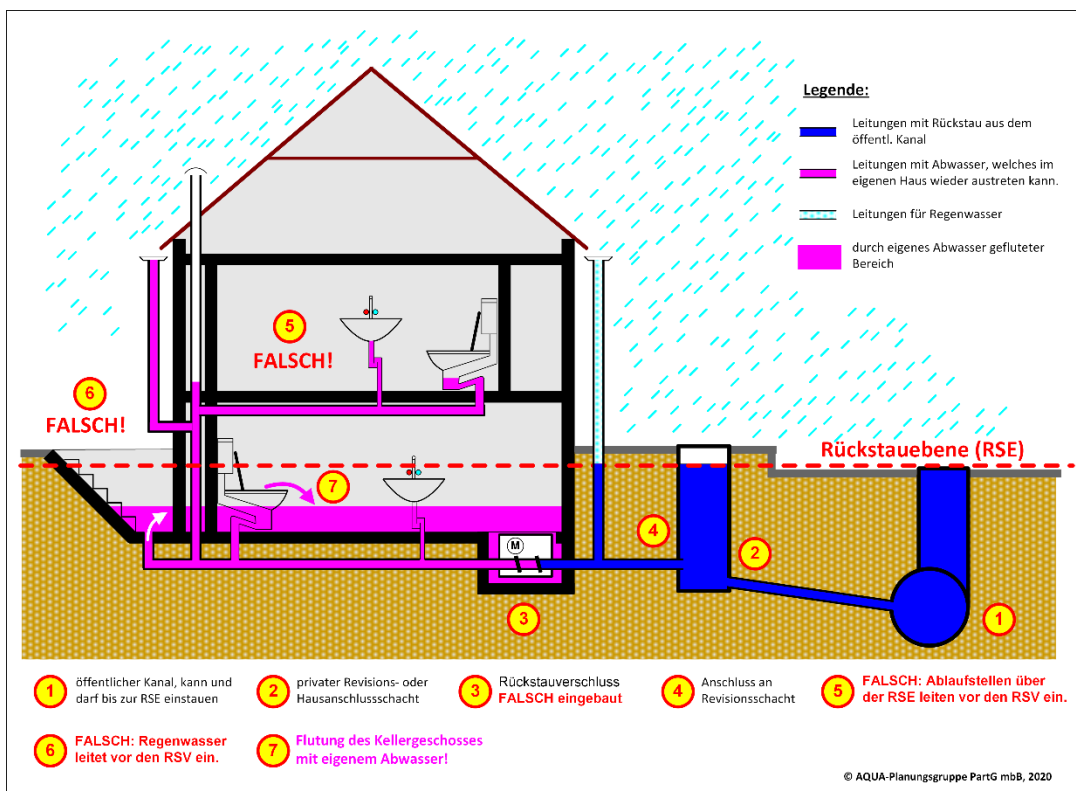 Legende:
Leitungen mit Rückstau aus dem
öffentl. Kanal
Leitungen mit Abwasser, welches im
eigenen Haus wieder austreten kann.
Leitungen für Regenwasser
durch eigenes Abwasser gefluteter
Bereich
5
FALSCH!
6
FALSCH!
Rückstauebene (RSE)
7
4
M
2
3
1
1 öffentlicher Kanal, kann und
darf bis zur RSE einstauen
2 privater Revisions- oder
Hausanschlussschacht
3 Rückstauverschluss
FALSCH eingebaut
4 Anschluss an
Revisionsschacht
5 FALSCH: Ablaufstellen über
der RSE leiten vor den RSV ein.
6 FALSCH: Regenwasser
leitet vor den RSV ein.
7 Flutung des Kellergeschosses
mit eigenem Abwasser!
© AQUA-Planungsgruppe PartG mbB, 2020